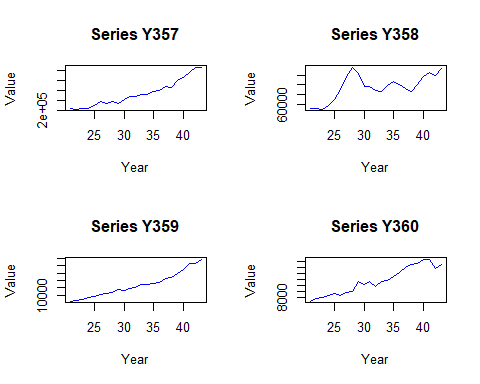 Series Y357
Series Y358
Value
2e+05
25 30 35 40
Year
Value
60000
25 30 35 40
Year
Series Y359
Series Y360
Value
10000
25 30 35 40
Year
Value
8000
25 30 35 40
Year